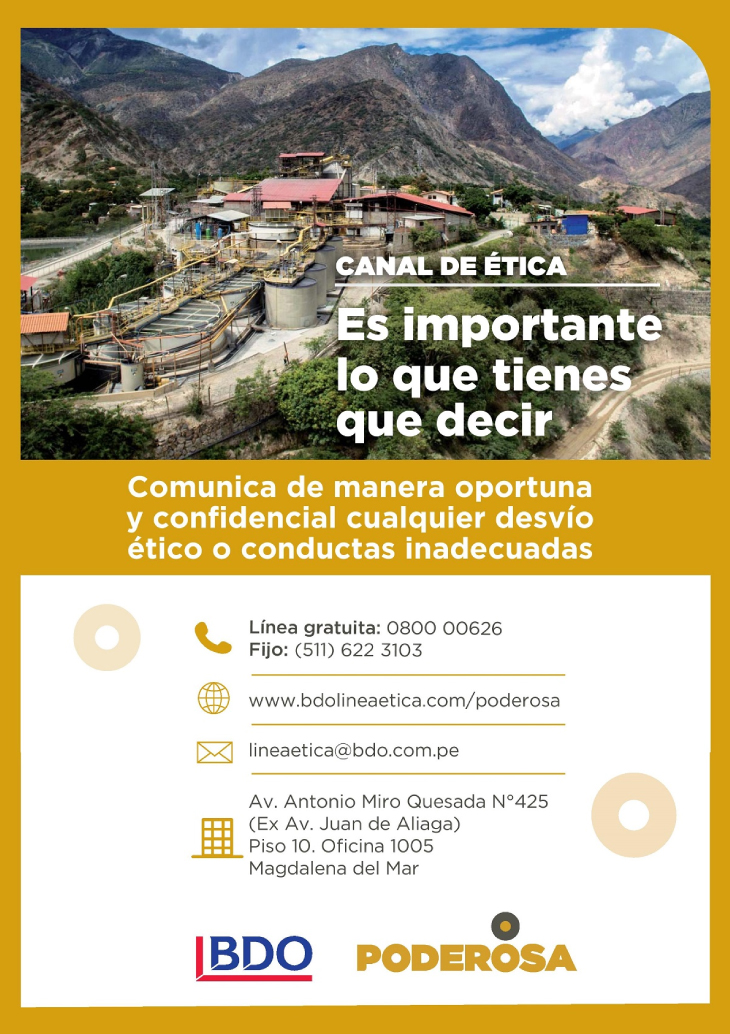 CANAL DE ÉTICA
Es importante
lo que tienes
que decir
Comunica de manera oportuna
y confidencial cualquier desvío
ético o conductas inadecuadas
Línea gratuita: 0800 00626
Fijo: (511) 622 3103
www.bdolineaetica.com/poderosa
lineaetica@bdo.com.pe
Av. Antonio Miro Quesada N°425
(Ex Av. Juan de Aliaga)
Piso 10. Oficina 1005
Magdalena del Mar
BDO
PODEROSA